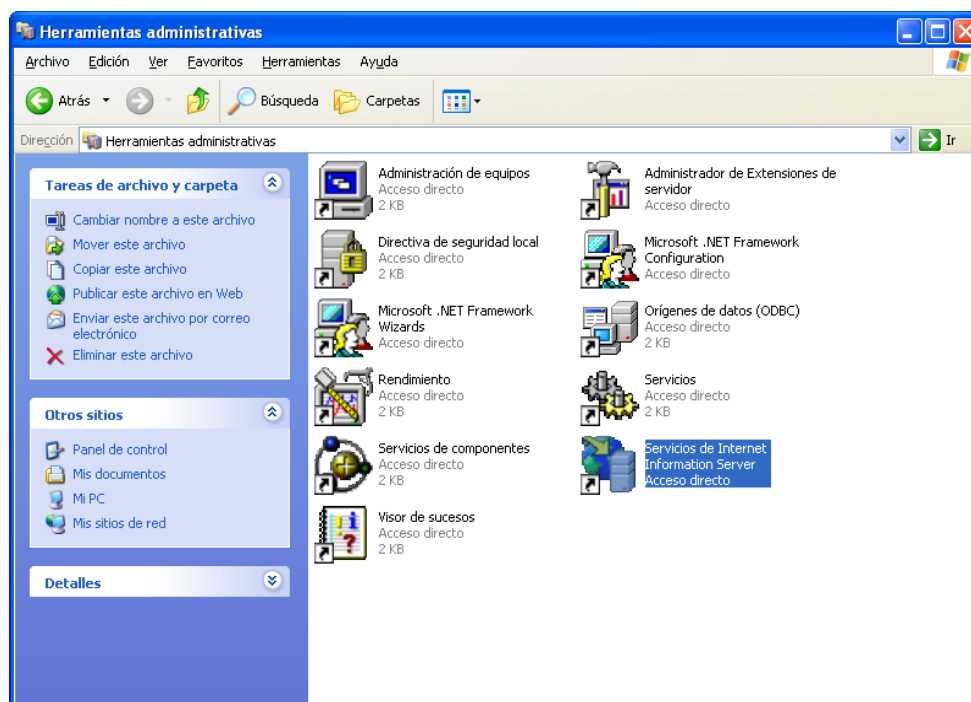 Herramientas administrativas
Archivo Edición Ver Favoritos Herramientas Ayuda
Atrás Búsqueda Carpetas
Dirección Herramientas administrativas Ir
Tareas de archivo y carpeta
Cambiar nombre a este archivo
Mover este archivo
Copiar este archivo
Publicar este archivo en Web
Enviar este archivo por correo
electrónico
Eliminar este archivo
Otros sitios
Panel de control
Mis documentos
Mi PC
Mis sitios de red
Detalles
Administración de equipos
Acceso directo
2 KB
Administrador de Extensiones de
servidor
Acceso directo
Directiva de seguridad local
Acceso directo
2 KB
Microsoft .NET Framework
Configuration
Acceso directo
Microsoft .NET Framework
Wizards
Acceso directo
Orígenes de datos (ODBC)
Acceso directo
2 KB
Rendimiento
Acceso directo
2 KB
Servicios
Acceso directo
2 KB
Servicios de componentes
Acceso directo
2 KB
Servicios de Internet
Information Server
Acceso directo
Visor de sucesos
Acceso directo
2 KB